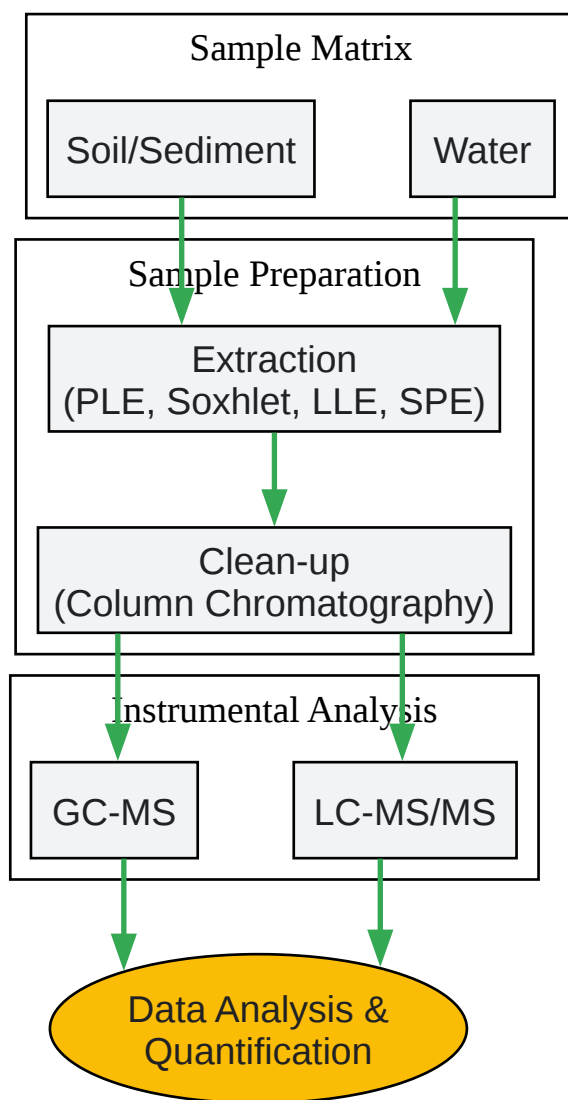 Sample Matrix
Soil/Sediment
Water
Sample Preparation
Extraction
(PLE, Soxhlet, LLE, SPE)
Clean-up
(Column Chromatography)
Instrumental Analysis
GC-MS
LC-MS/MS
Data Analysis &
Quantification